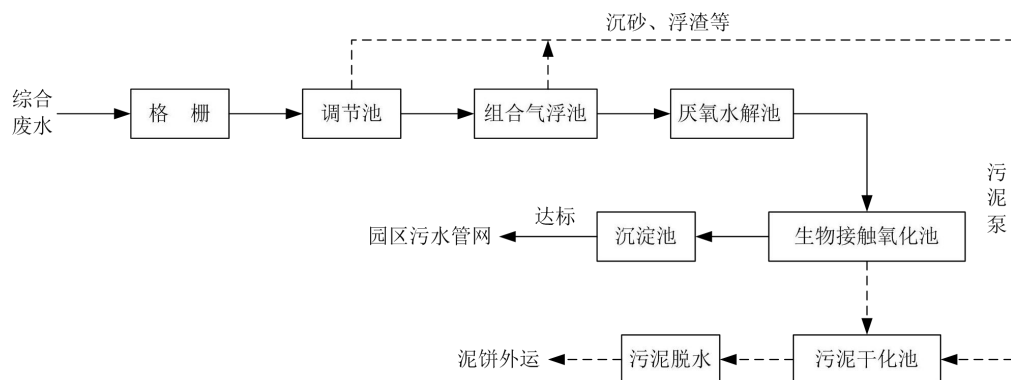 沉砂、浮渣等
综合
废水
格 栅
调节池
组合气浮池
厌氧水解池
污
泥
泵
园区污水管网
达标
沉淀池
生物接触氧化池
泥饼外运
污泥脱水
污泥干化池